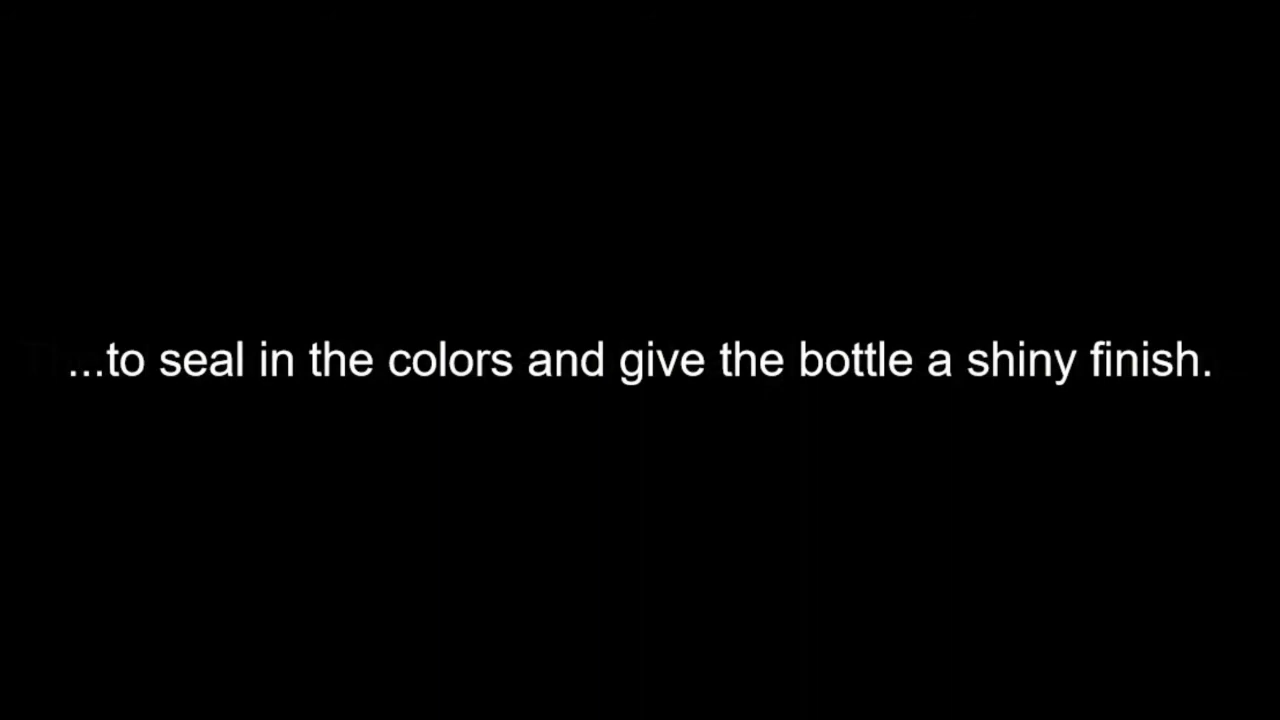 ...to seal in the colors and give the bottle a shiny finish.